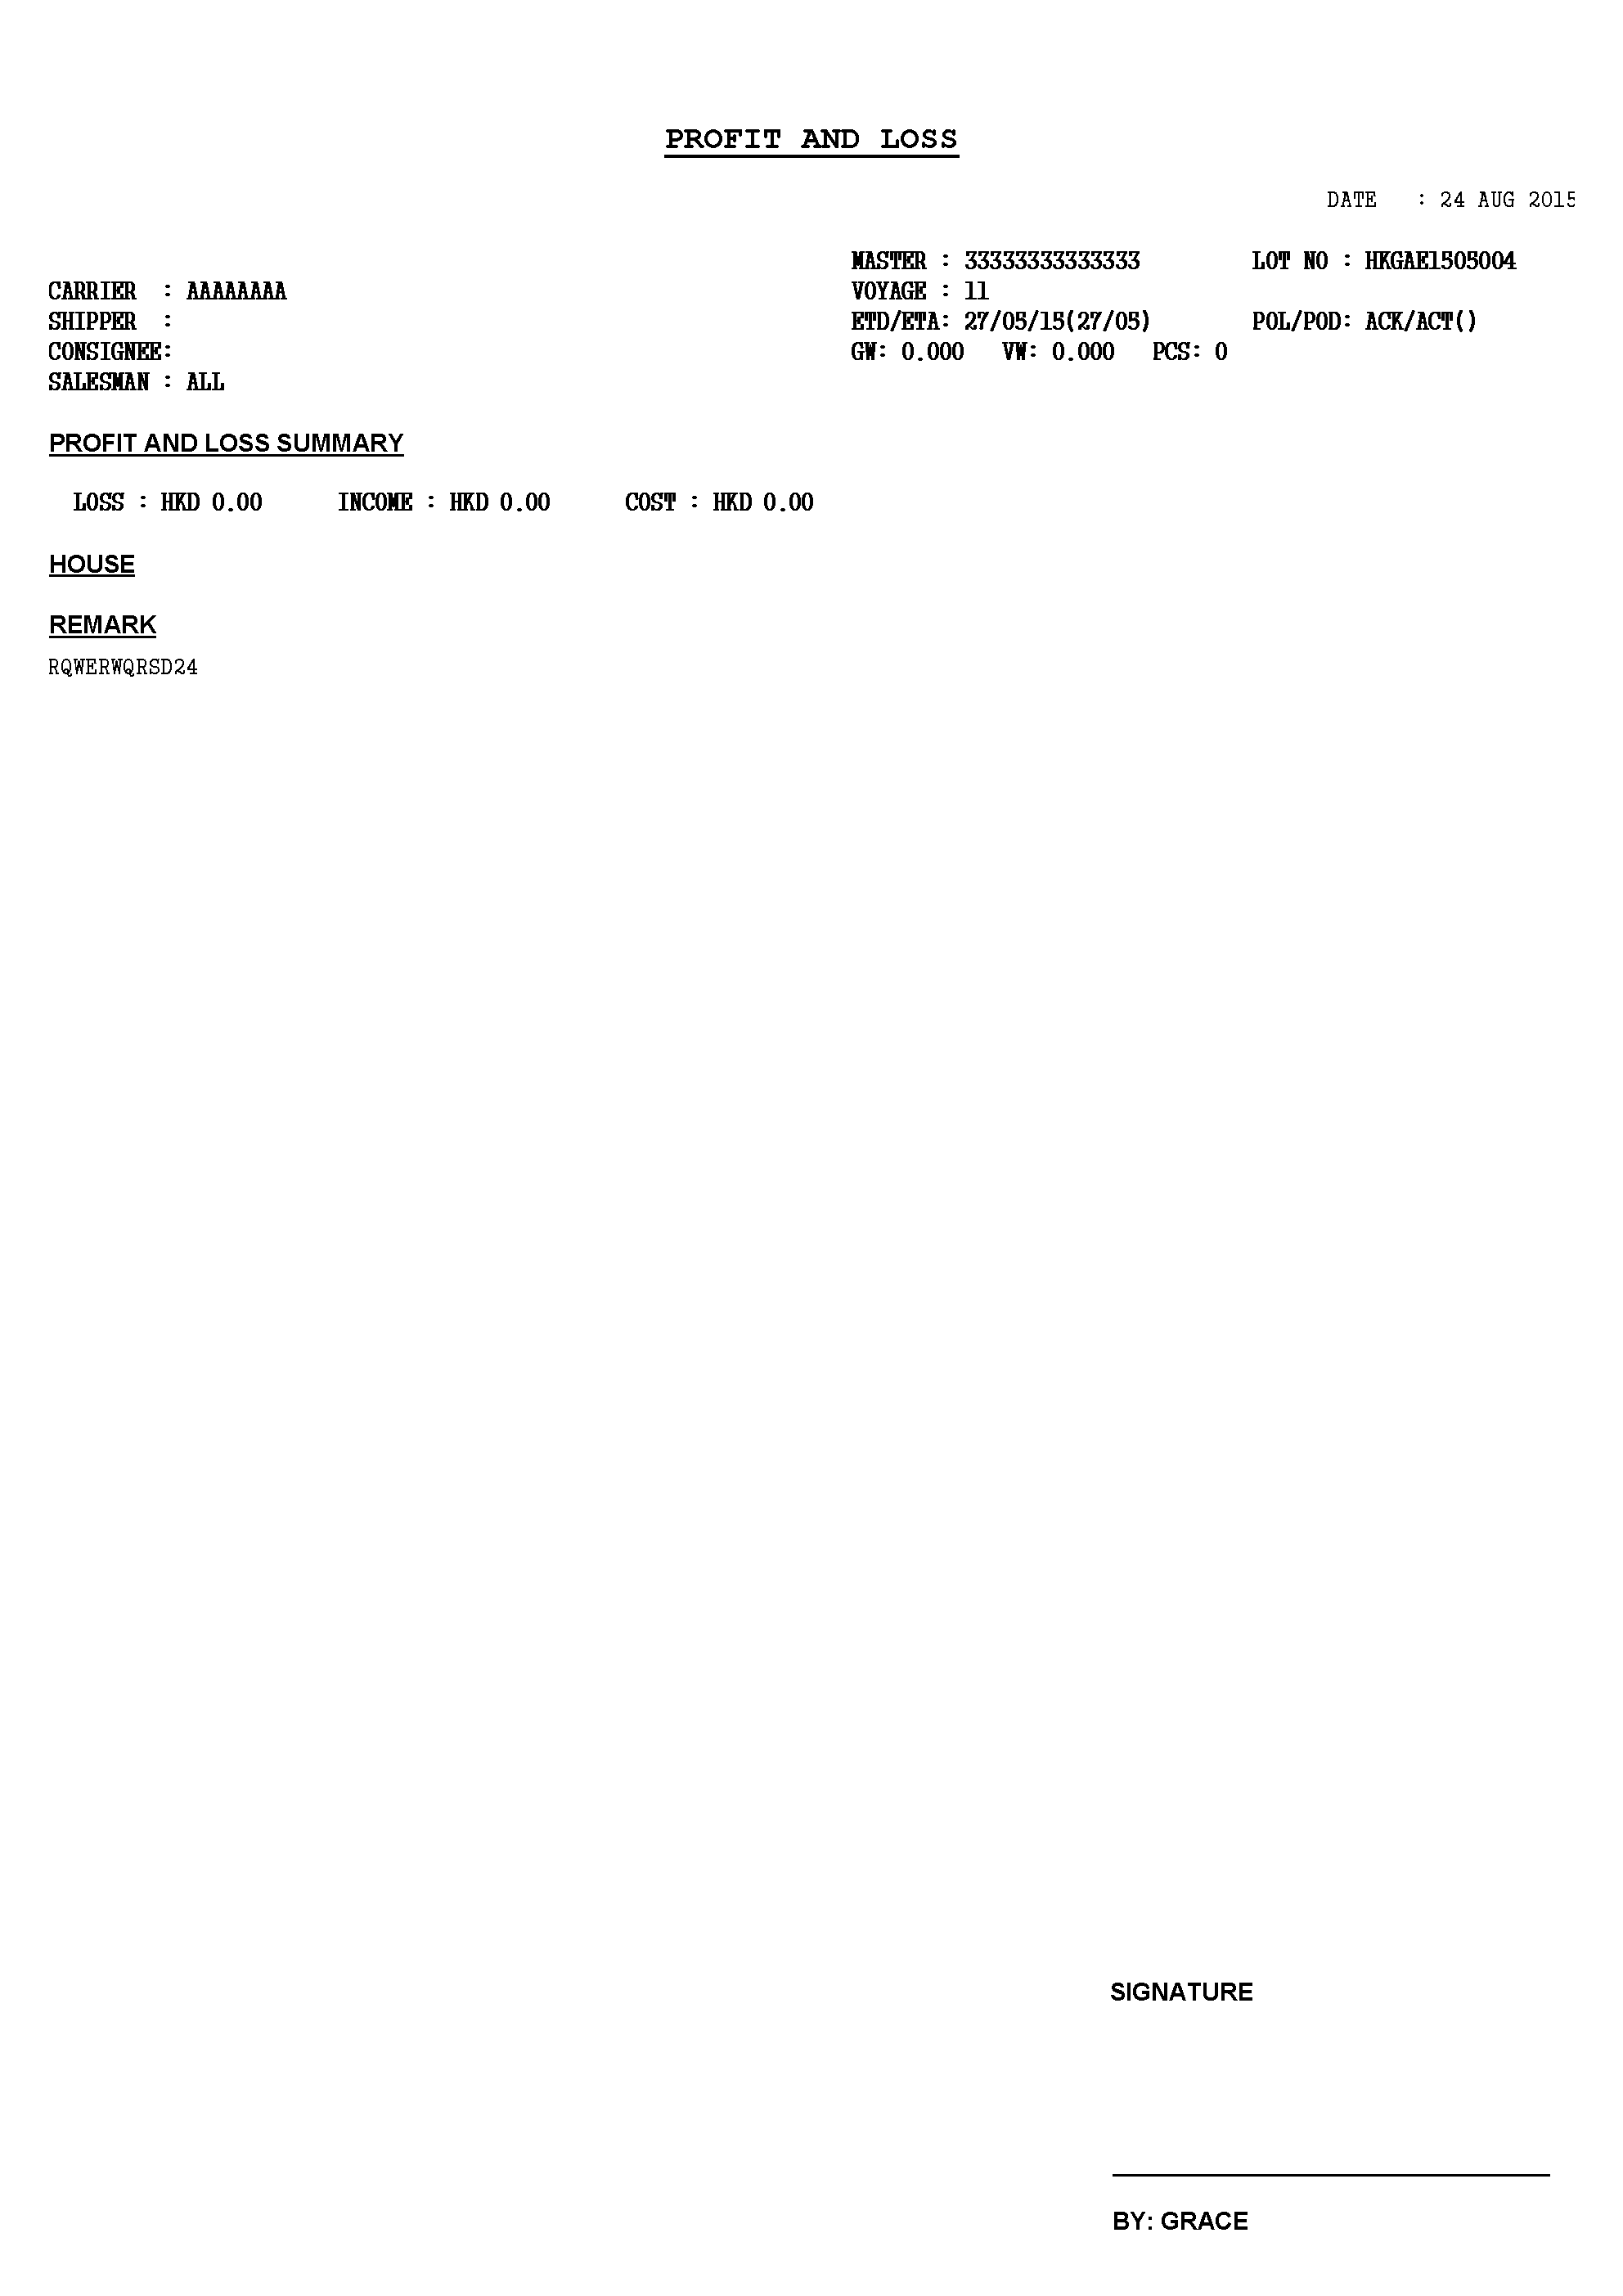 PROFIT AND LOSS
DATE : 24 AUG 2015
MASTER : 33333333333333 LOT NO : HKGAE1505004
CARRIER : AAAAAAAA VOYAGE : 11
SHIPPER : ETD/ETA: 27/05/15(27/05) POL/POD: ACK/ACT()
CONSIGNEE: GW: 0.000 VW: 0.000 PCS: 0
SALESMAN : ALL
PROFIT AND LOSS SUMMARY
LOSS : HKD 0.00 INCOME : HKD 0.00 COST : HKD 0.00
HOUSE
REMARK
RQWERWQRSD24
SIGNATURE
BY: GRACE